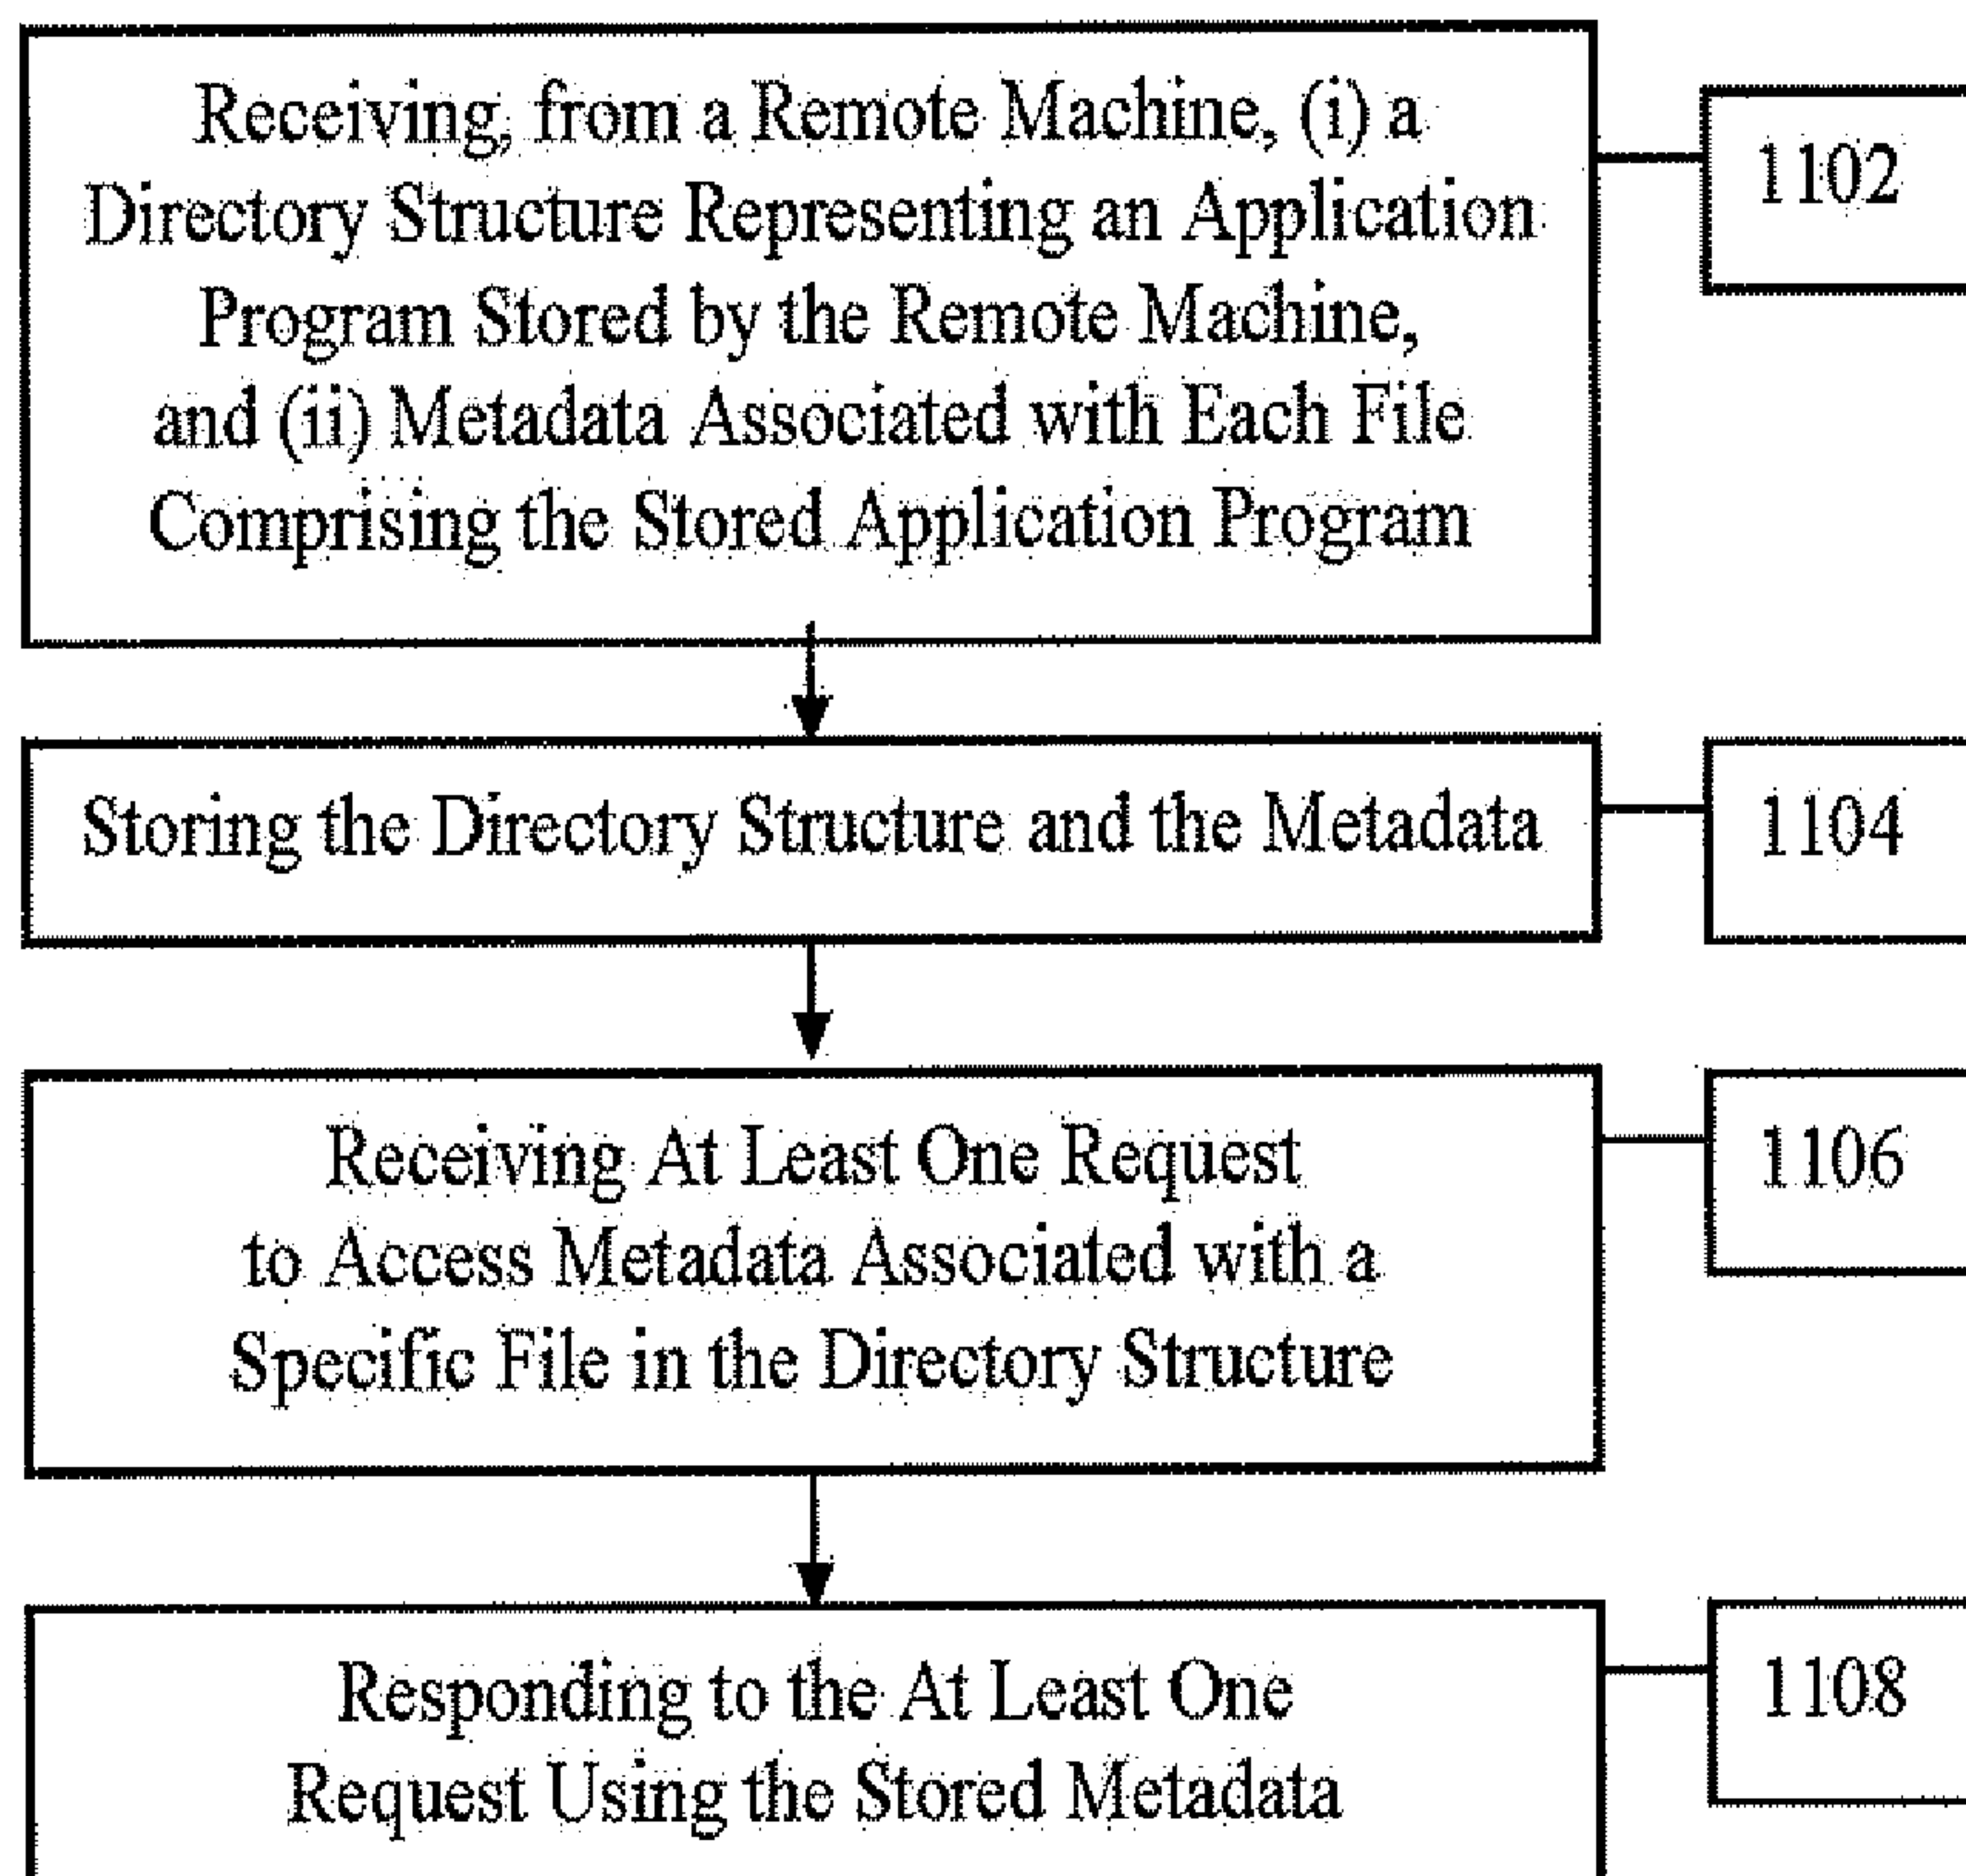 Receiving, from a Remote Machine, (i) a
Directory Structure Representing an Application
Program Stored by the Remote Machine,
and (ii) Metadata Associated with Each File
Comprising the Stored Application Program
1102
Storing the Directory Structure and the Metadata
1104
Receiving At Least One Request
to Access Metadata Associated with a
Specific File in the Directory Structure
1106
Responding to the At Least One
Request Using the Stored Metadata
1108